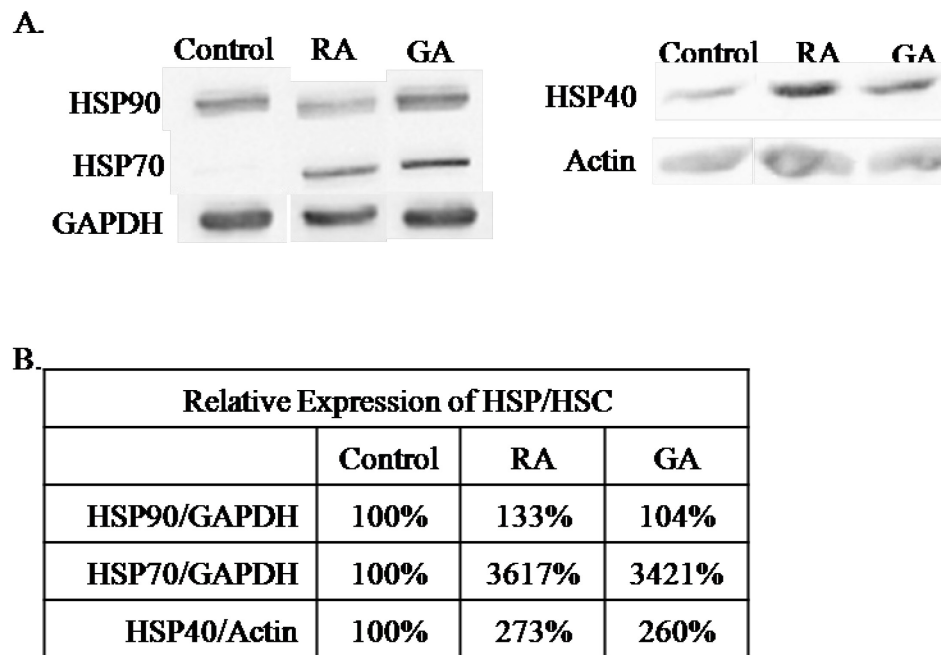 A.
Control RA GA
HSP90
HSP70
GAPDH
Control RA GA
HSP40
Actin
B.
Relative Expression of HSP/HSC
Control RA GA
HSP90/GAPDH 100% 133% 104%
HSP70/GAPDH 100% 3617% 3421%
HSP40/Actin 100% 273% 260%